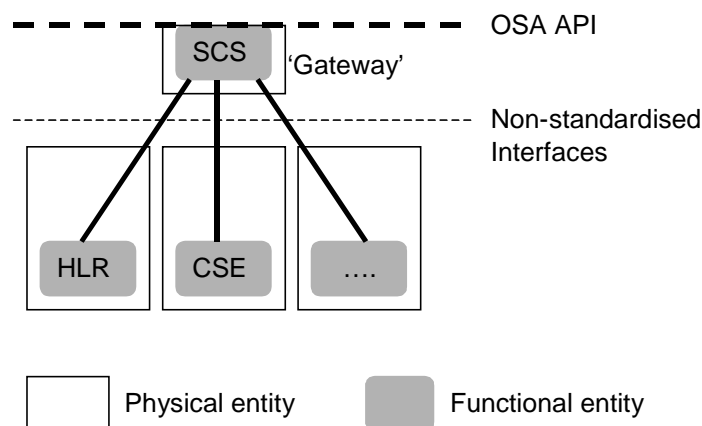 OSA API
SCS
‘Gateway’
Non-standardised
Interfaces
HLR
CSE
....
Physical entity
Functional entity